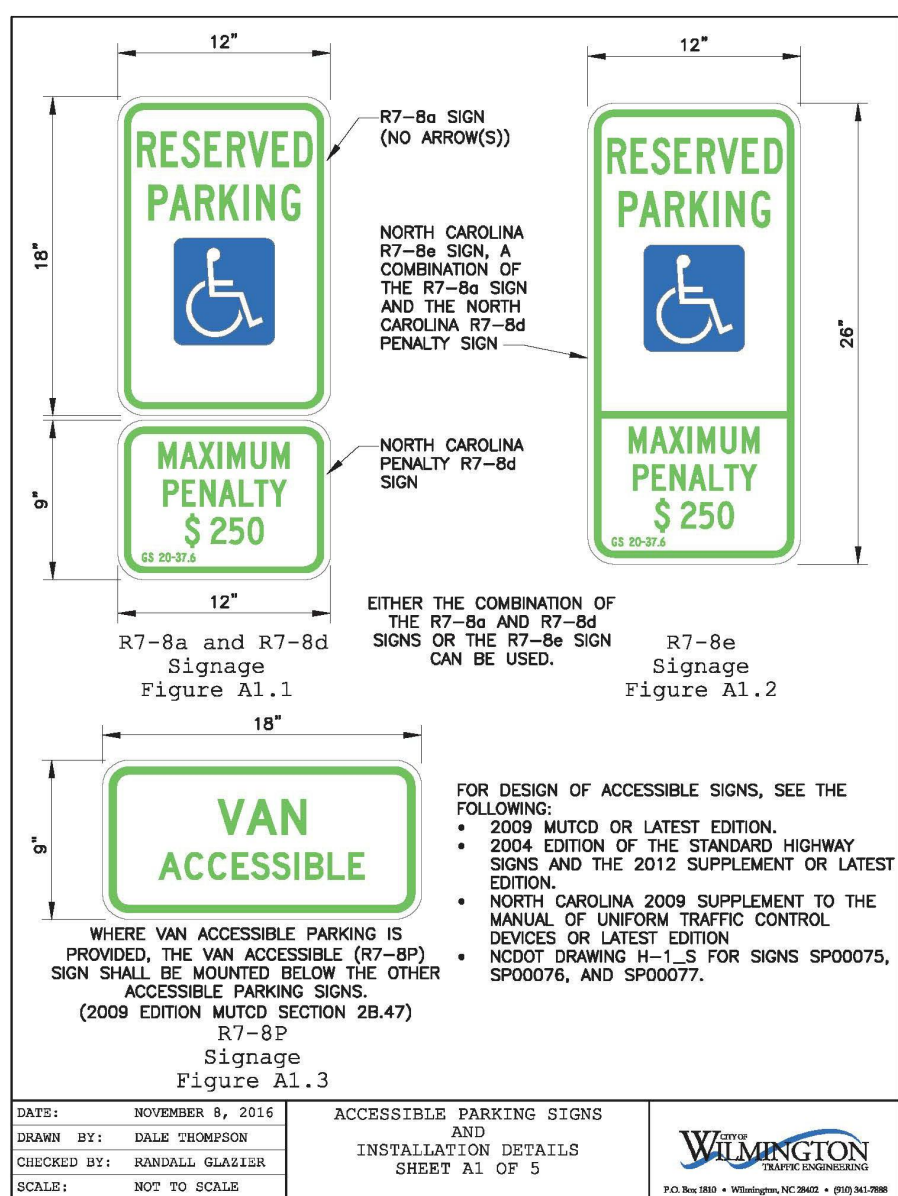 12"
18"
RESERVED
PARKING
R7-8a SIGN
(NO ARROW(S))
9"
MAXIMUM
PENALTY
$ 250
GS 20-37.6
NORTH CAROLINA
PENALTY R7-8d
SIGN
12"
R7-8a and R7-8d
Signage
Figure A1.1
NORTH CAROLINA
R7-8e SIGN, A
COMBINATION OF
THE R7-8a SIGN
AND THE NORTH
CAROLINA R7-8d
PENALTY SIGN
12"
26"
RESERVED
PARKING
MAXIMUM
PENALTY
$ 250
GS 20-37.6
EITHER THE COMBINATION OF
THE R7-8a AND R7-8d
SIGNS OR THE R7-8e SIGN
CAN BE USED.
R7-8e
Signage
Figure A1.2
18"
9"
VAN
ACCESSIBLE
WHERE VAN ACCESSIBLE PARKING IS
PROVIDED, THE VAN ACCESSIBLE (R7-8P)
SIGN SHALL BE MOUNTED BELOW THE OTHER
ACCESSIBLE PARKING SIGNS.
(2009 EDITION MUTCD SECTION 2B.47)
R7-8P
Signage
Figure A1.3
FOR DESIGN OF ACCESSIBLE SIGNS, SEE THE
FOLLOWING:
• 2009 MUTCD OR LATEST EDITION.
• 2004 EDITION OF THE STANDARD HIGHWAY
SIGNS AND THE 2012 SUPPLEMENT OR LATEST
EDITION.
• NORTH CAROLINA 2009 SUPPLEMENT TO THE
MANUAL OF UNIFORM TRAFFIC CONTROL
DEVICES OR LATEST EDITION
• NCDOT DRAWING H-1_S FOR SIGNS SP00075,
SP00076, AND SP00077.
DATE: NOVEMBER 8, 2016
DRAWN BY: DALE THOMPSON
CHECKED BY: RANDALL GLAZIER
SCALE: NOT TO SCALE
ACCESSIBLE PARKING SIGNS
AND
INSTALLATION DETAILS
SHEET A1 OF 5
CITY OF
WILMINGTON
TRAFFIC ENGINEERING
P.O. Box 1810 • Wilmington, NC 28402 • (910) 341-7888